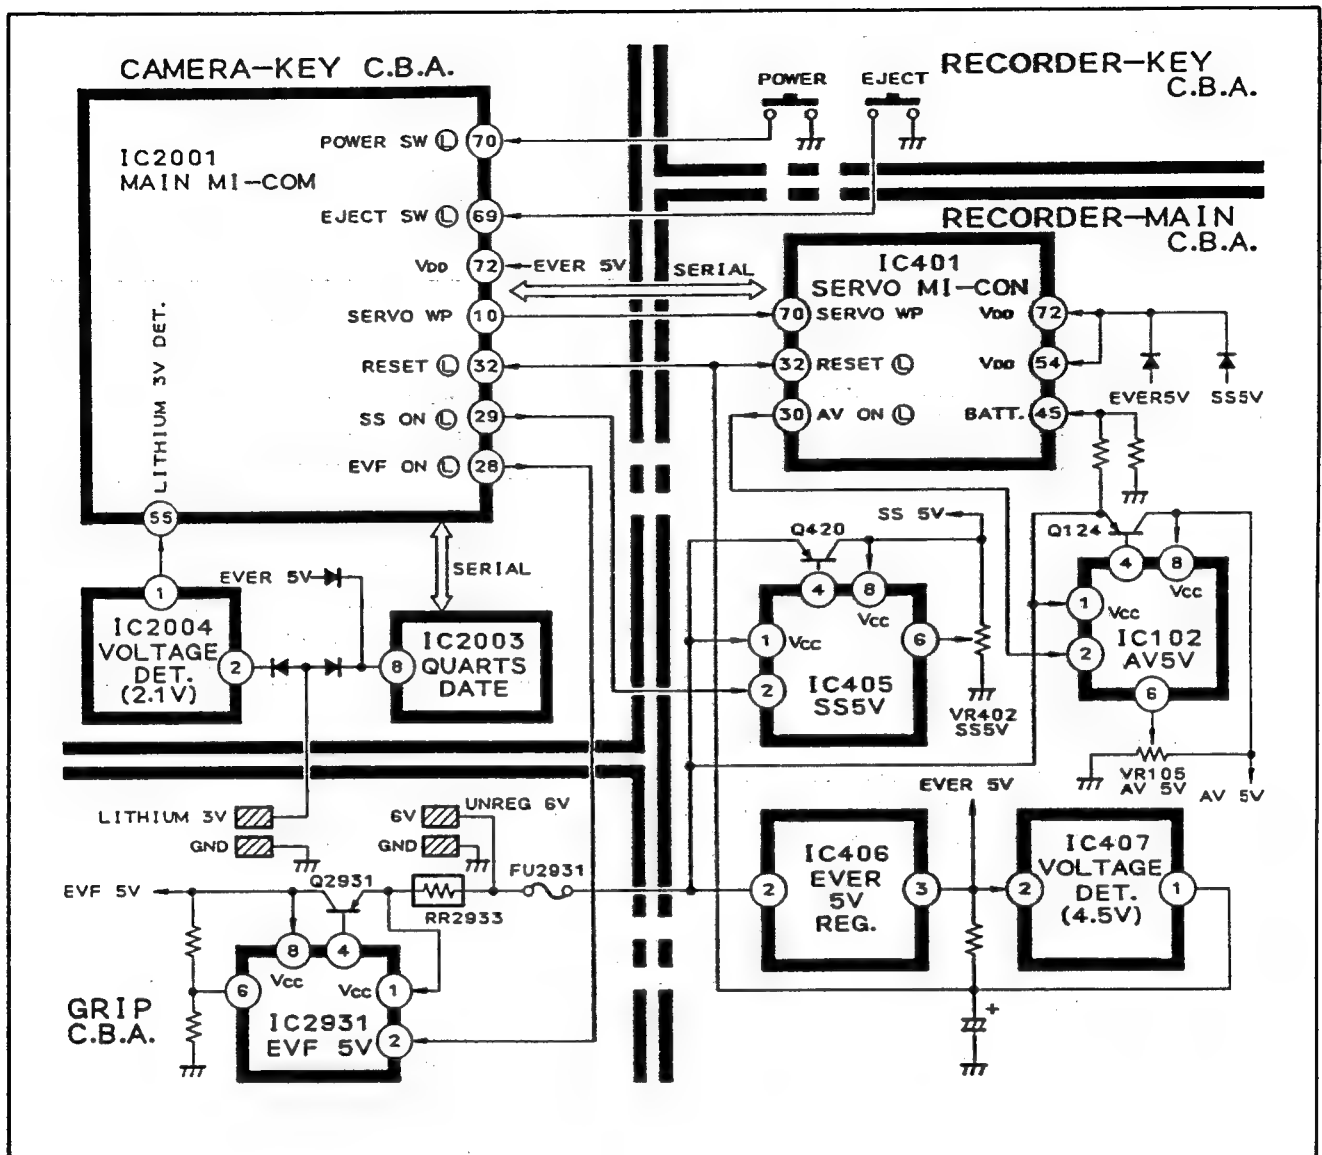 CAMERA-KEY C.B.A.
RECORDER-KEY
C.B.A.
POWER
EJECT
IC2001
MAIN MI-COM
POWER SW Ⓛ 70
EJECT SW Ⓛ 69
VDD 72
EVER 5V
SERVO WP 10
RESET Ⓛ 32
SS ON Ⓛ 29
EVF ON Ⓛ 28
LITHIUM 3V DET.
55
SERIAL
RECORDER-MAIN
C.B.A.
IC401
SERVO MI-CON
70 SERVO WP
32 RESET Ⓛ
30 AV ON Ⓛ
VDD 72
VDD 54
BATT. 45
EVER5V
SS5V
SERIAL
EVER 5V
1
IC2004
VOLTAGE
DET.
(2.1V)
2
8
IC2003
QUARTS
DATE
SS 5V
Q420
4
8
Vcc
1
Vcc
2
6
IC405
SS5V
VR402
SS5V
Q124
4
8
Vcc
1
Vcc
2
IC102
AV5V
6
VR105
AV 5V
AV 5V
LITHIUM 3V
GND
6V
UNREG 6V
GND
FU2931
RR2933
EVF 5V
Q2931
8
4
Vcc
Vcc
6
1
2
IC2931
EVF 5V
GRIP
C.B.A.
EVER 5V
2
IC406
EVER
5V
REG.
3
2
IC407
VOLTAGE
DET.
(4.5V)
1
+